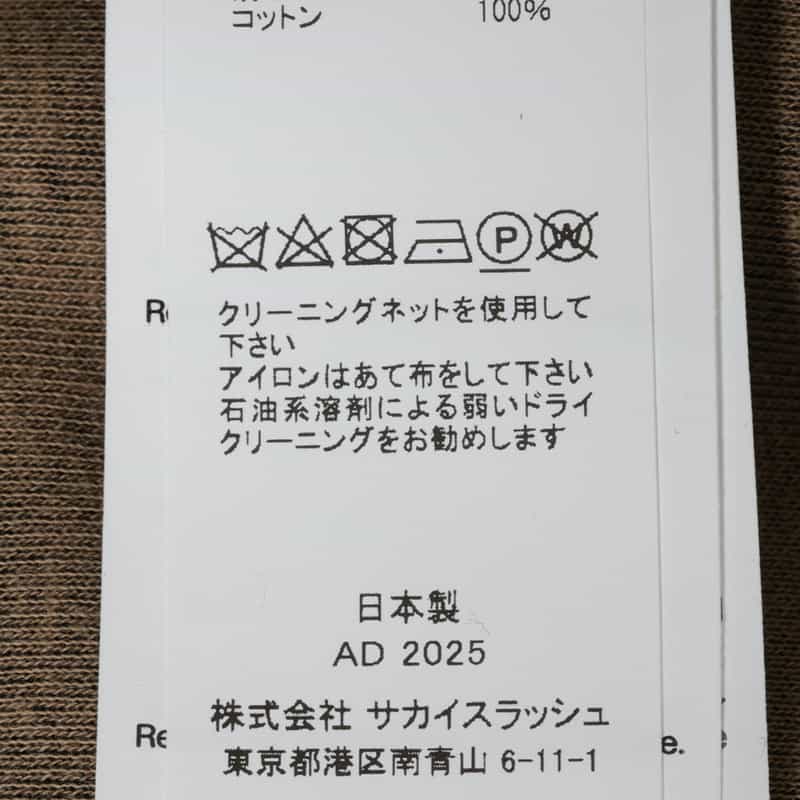 コットン 100%
P W
Re
クリーニングネットを使用して
下さい
アイロンはあて布をして下さい
石油系溶剤による弱いドライ
クリーニングをお勧めします
日本製
AD 2025
株式会社 サカイスラッシュ
Re e.
東京都港区南青山 6-11-1